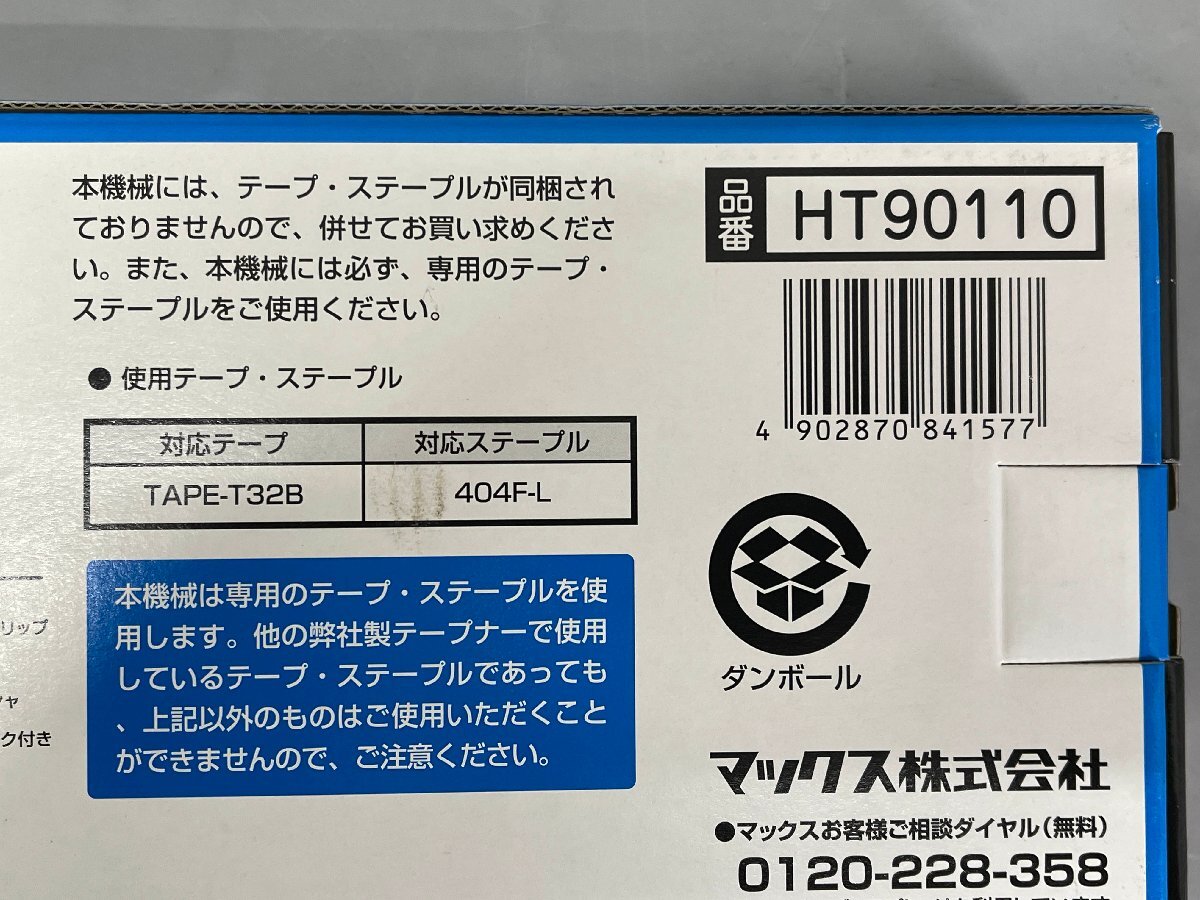 本機械には、テープ・ステープルが同梱され
ておりませんので、併せてお買い求めくださ
い。また、本機械には必ず、専用のテープ・
ステープルをご使用ください。
● 使用テープ・ステープル
対応テープ 対応ステープル
TAPE-T32B 404F-L
本機械は専用のテープ・ステープルを使
用します。他の弊社製テープナーで使用
しているテープ・ステープルであっても
、上記以外のものはご使用いただくこと
ができませんので、ご注意ください。
リップ
ク付き
品番 HT90110
4 902870 841577
ダンボール
マックス株式会社
●マックスお客様ご相談ダイヤル(無料)
0120-228-358